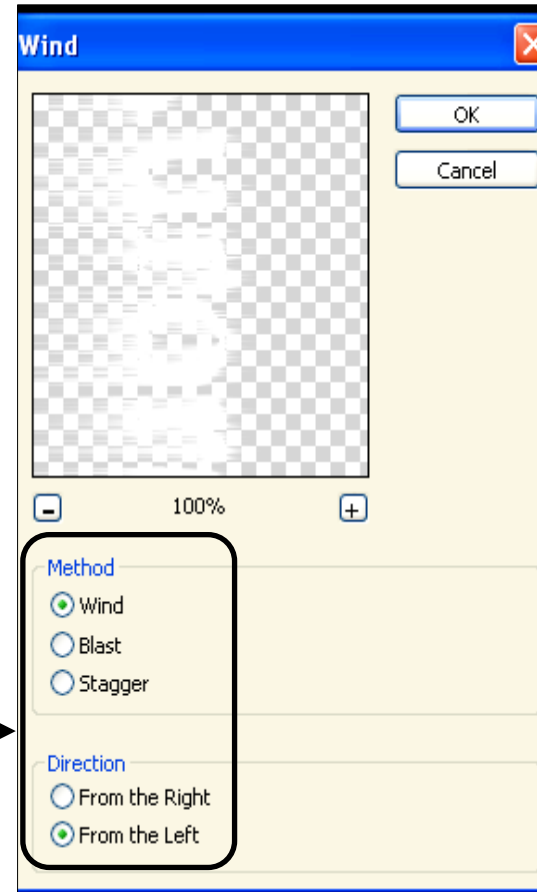 Wind
OK
Cancel
100%
Method
Wind
Blast
Stagger
Direction
From the Right
From the Left